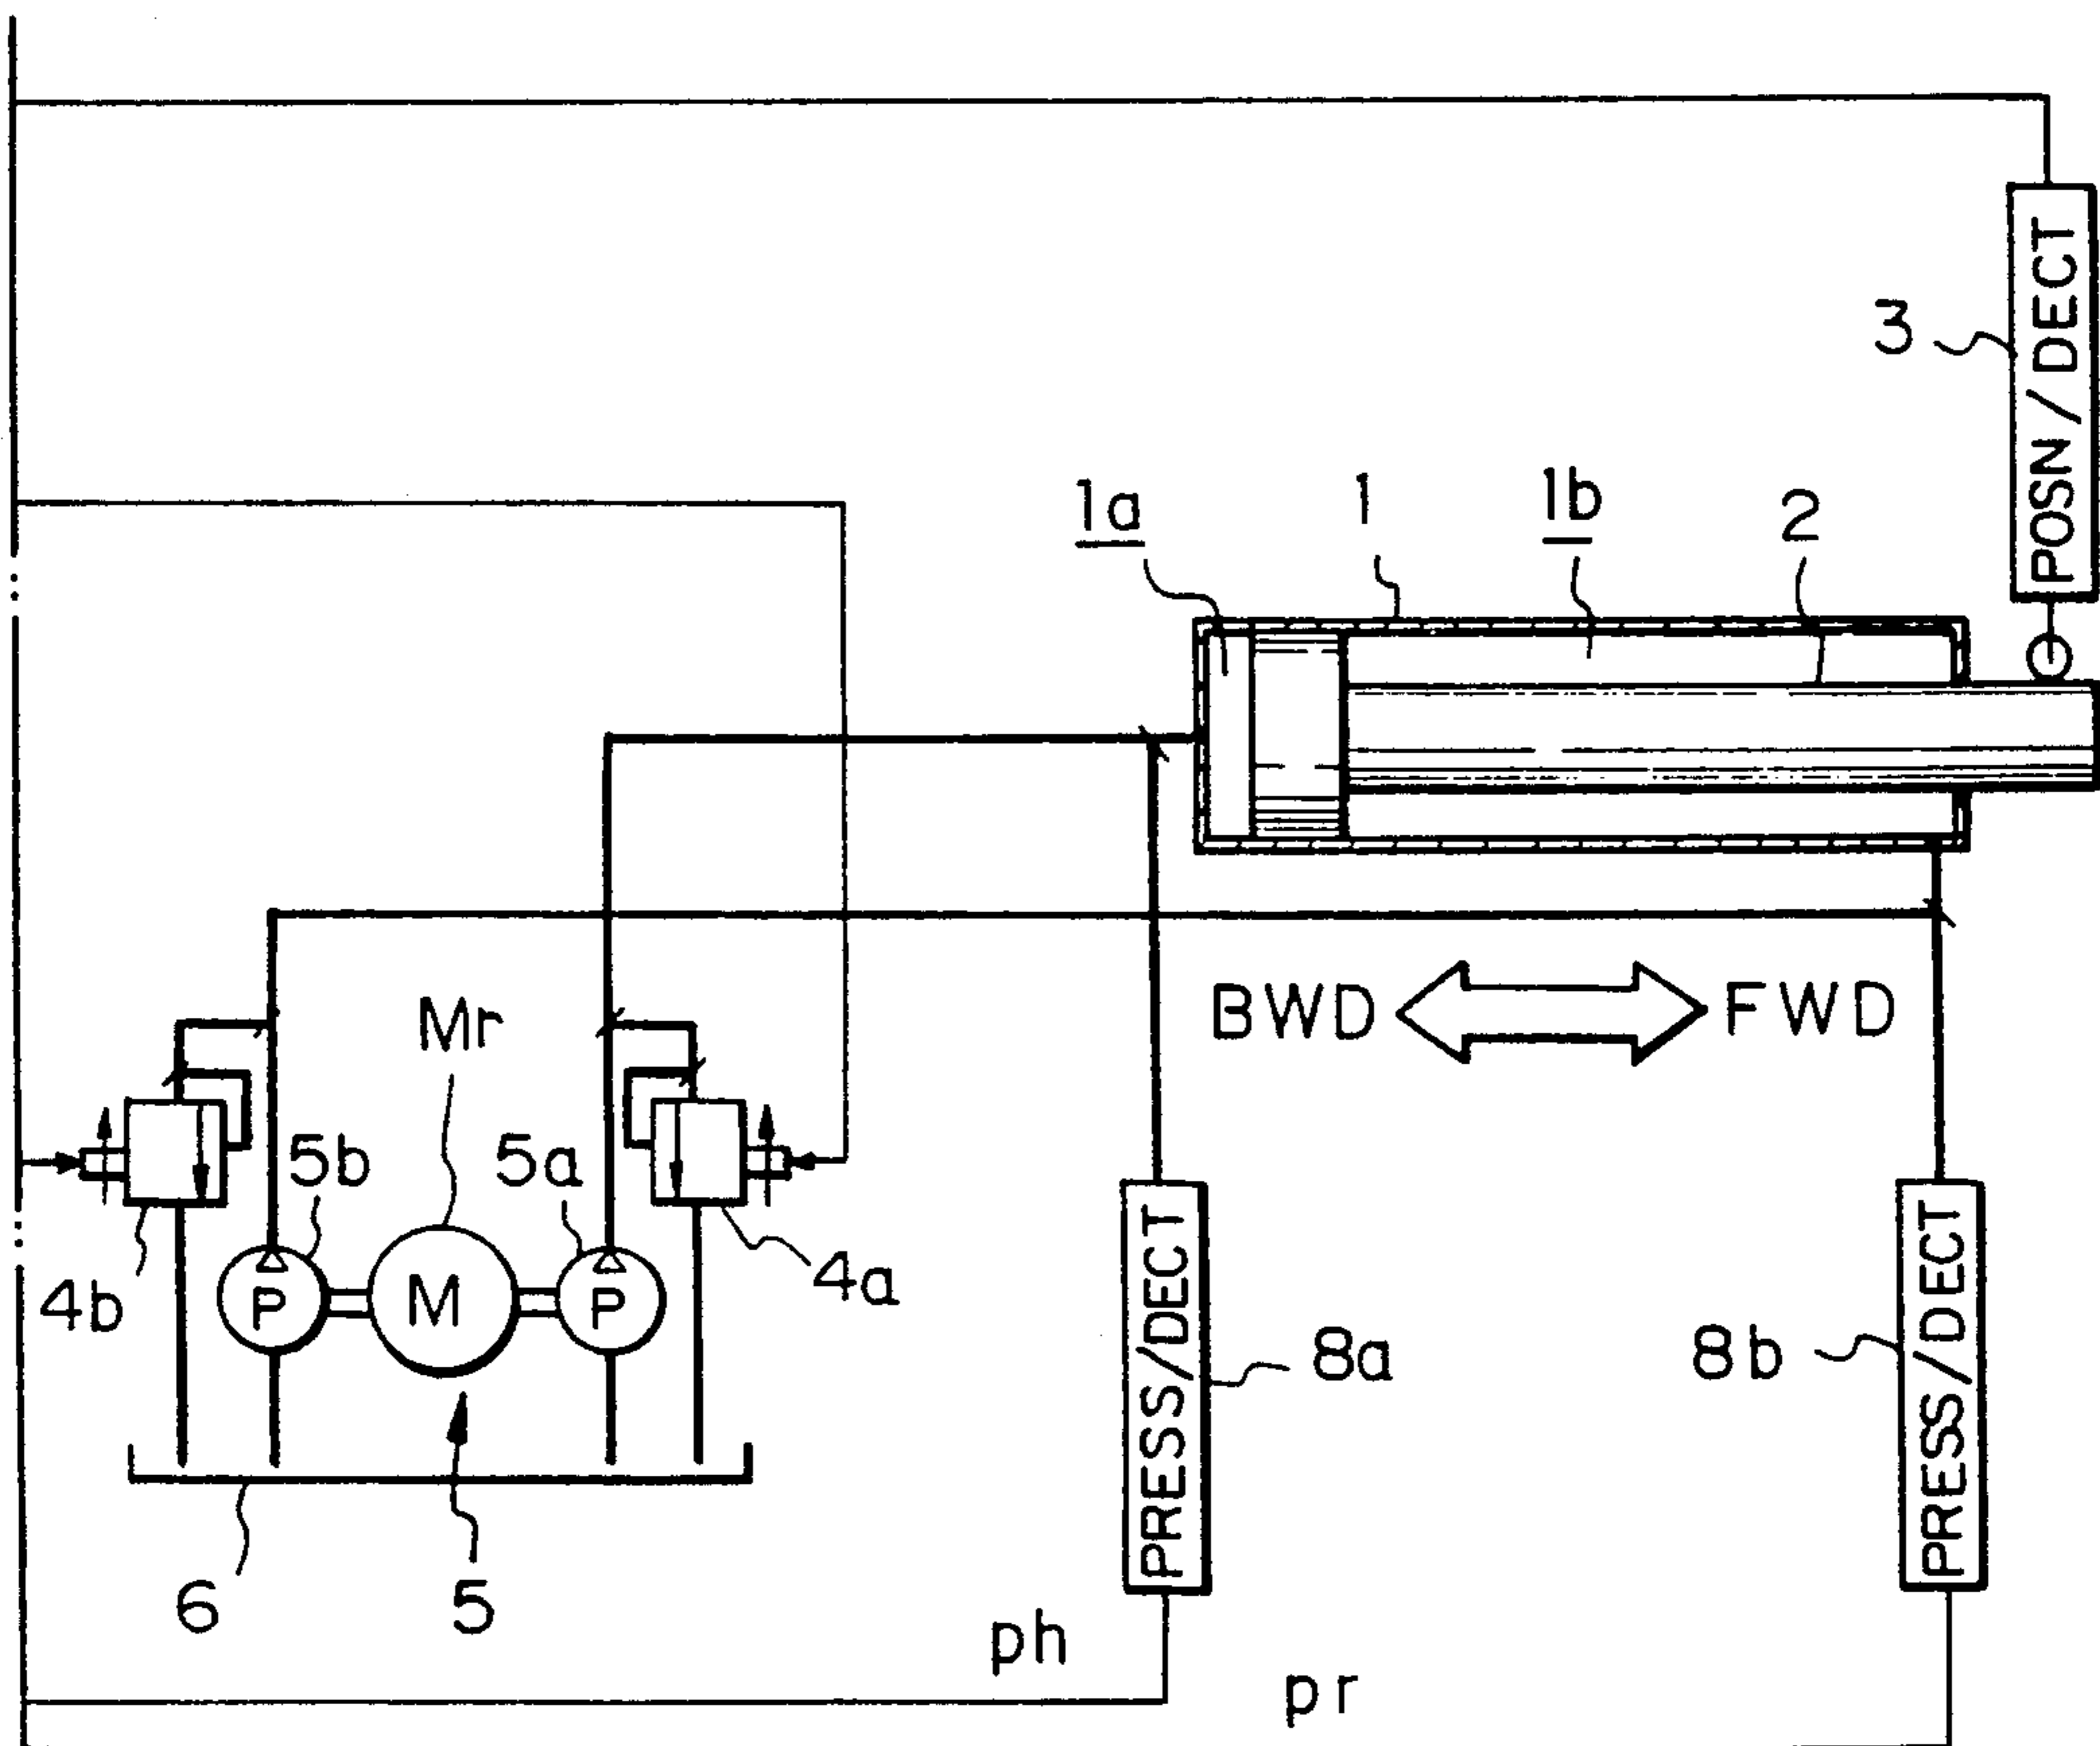 POSN/DECT
3
1a
1
1b
2
Mr
BWD
FWD
5b
5a
4b
P
M
P
4a
PRESS/DECT
8a
8b
PRESS/DECT
6
5
ph
pr